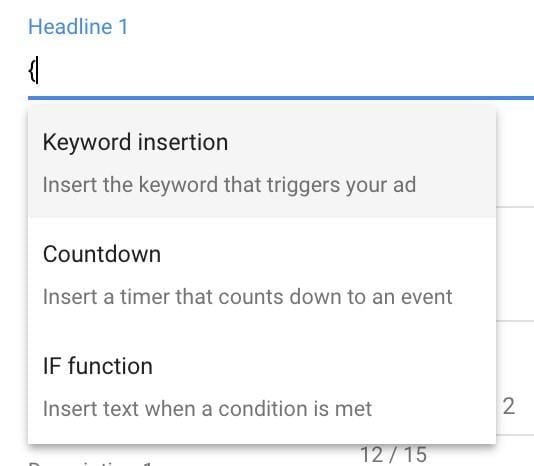 Headline 1
{
Keyword insertion
Insert the keyword that triggers your ad
Countdown
Insert a timer that counts down to an event
IF function
Insert text when a condition is met
2
12 / 15